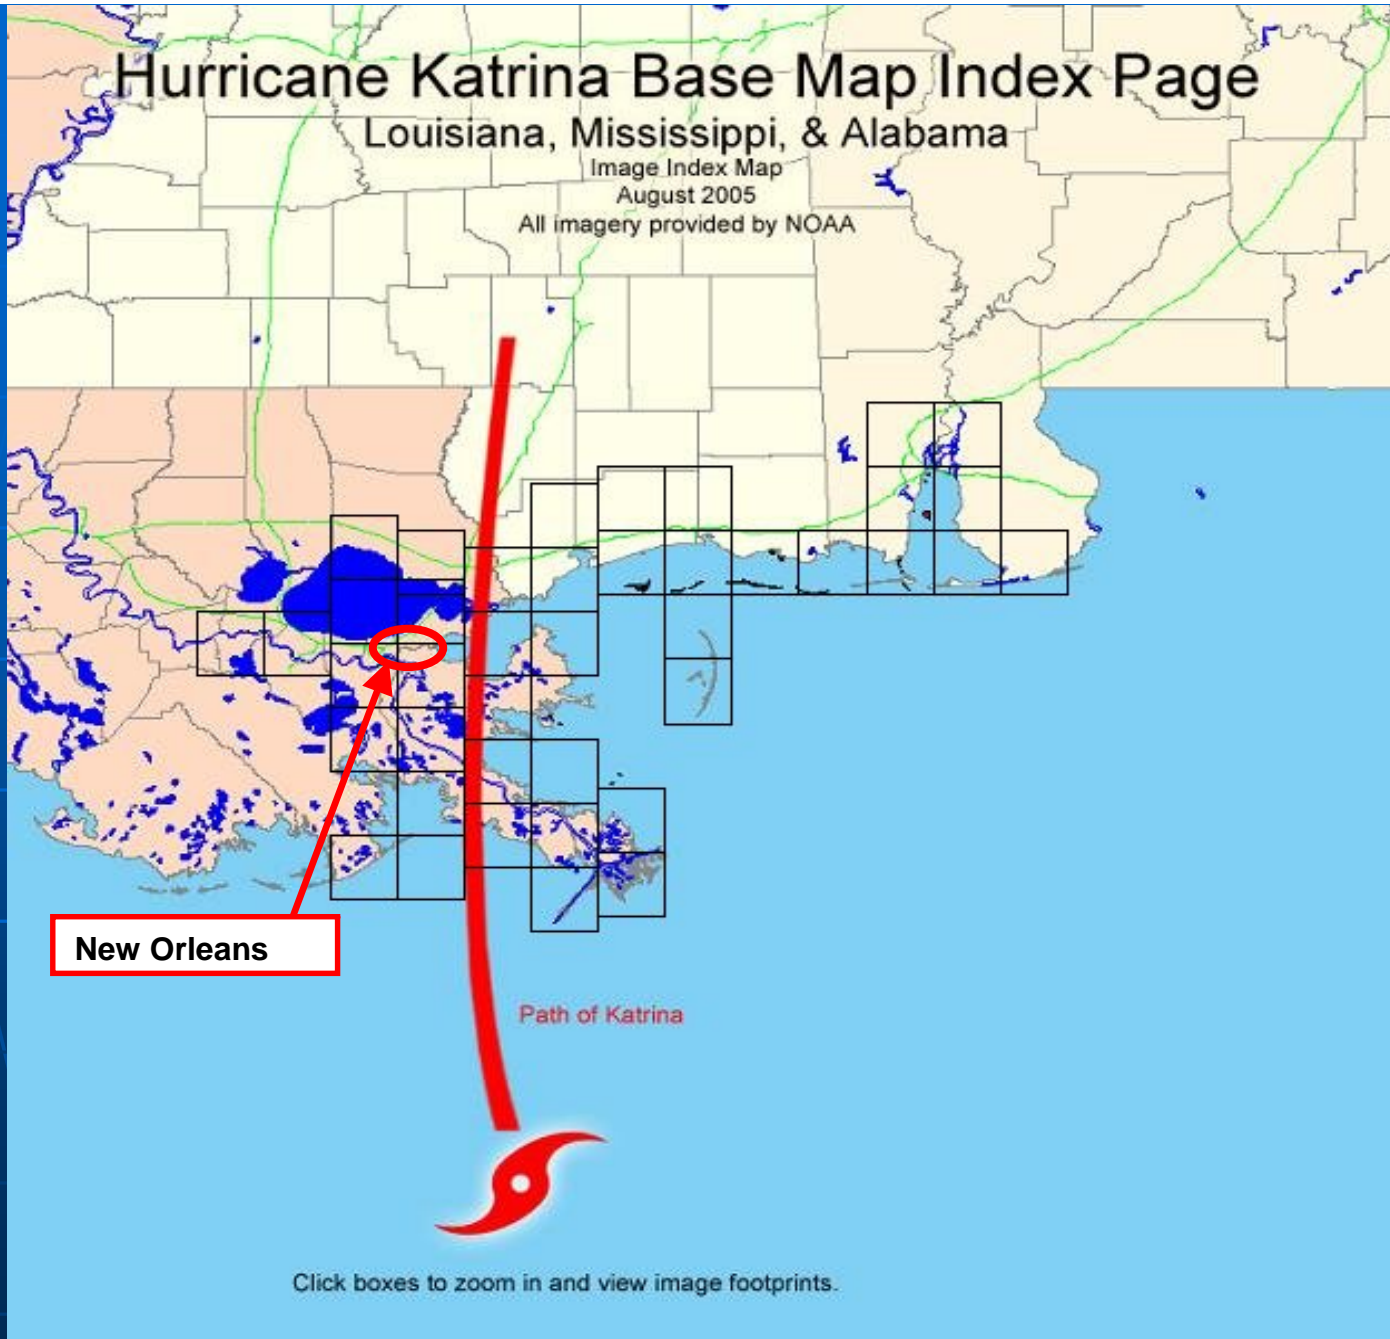 Hurricane Katrina Base Map Index Page
Louisiana, Mississippi, & Alabama
Image Index Map
August 2005
All imagery provided by NOAA
New Orleans
Path of Katrina
Click boxes to zoom in and view image footprints.